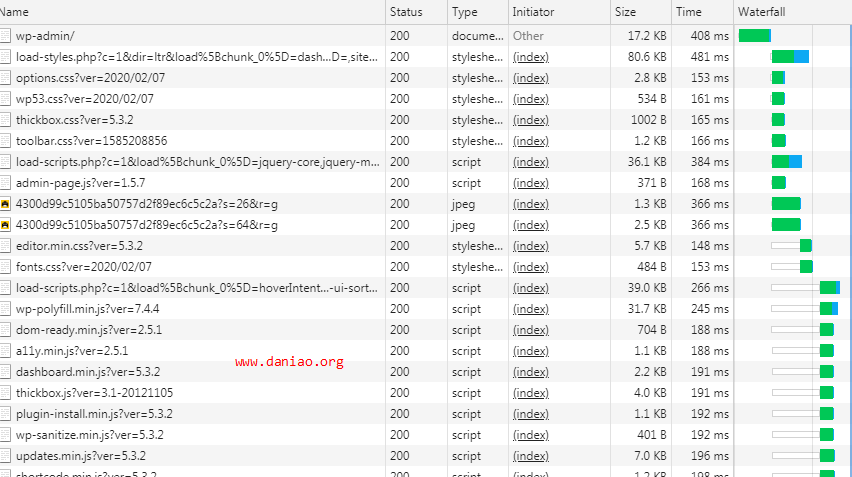 Name Status Type Initiator Size Time Waterfall
wp-admin/ 200 docume... Other 17.2 KB 408 ms
load-styles.php?c=1&dir=ltr&load%5Bchunk_0%5D=dash...D=,site... 200 styleshe... (index) 80.6 KB 481 ms
options.css?ver=2020/02/07 200 styleshe... (index) 2.8 KB 153 ms
wp53.css?ver=2020/02/07 200 styleshe... (index) 534 B 161 ms
thickbox.css?ver=5.3.2 200 styleshe... (index) 1002 B 165 ms
toolbar.css?ver=1585208856 200 styleshe... (index) 1.2 KB 166 ms
load-scripts.php?c=1&load%5Bchunk_0%5D=jquery-core,jquery-m... 200 script (index) 36.1 KB 384 ms
admin-page.js?ver=1.5.7 200 script (index) 371 B 168 ms
4300d99c5105ba50757d2f89ec6c5c2a?s=26&r=g 200 jpeg (index) 1.3 KB 366 ms
4300d99c5105ba50757d2f89ec6c5c2a?s=64&r=g 200 jpeg (index) 2.5 KB 366 ms
editor.min.css?ver=5.3.2 200 styleshe... (index) 5.7 KB 148 ms
fonts.css?ver=2020/02/07 200 styleshe... (index) 484 B 153 ms
load-scripts.php?c=1&load%5Bchunk_0%5D=hoverIntent...-ui-sort... 200 script (index) 39.0 KB 266 ms
wp-polyfill.min.js?ver=7.4.4 200 script (index) 31.7 KB 245 ms
dom-ready.min.js?ver=2.5.1 200 script (index) 704 B 188 ms
a11y.min.js?ver=2.5.1 200 script (index) 1.1 KB 188 ms
www.daniao.org
dashboard.min.js?ver=5.3.2 200 script (index) 2.2 KB 191 ms
thickbox.js?ver=3.1-20121105 200 script (index) 4.0 KB 191 ms
plugin-install.min.js?ver=5.3.2 200 script (index) 1.1 KB 192 ms
wp-sanitize.min.js?ver=5.3.2 200 script (index) 401 B 192 ms
updates.min.js?ver=5.3.2 200 script (index) 7.0 KB 196 ms
shortcode.min.js?ver=5.3.2 200 script (index) 1.2 KB 198 ms